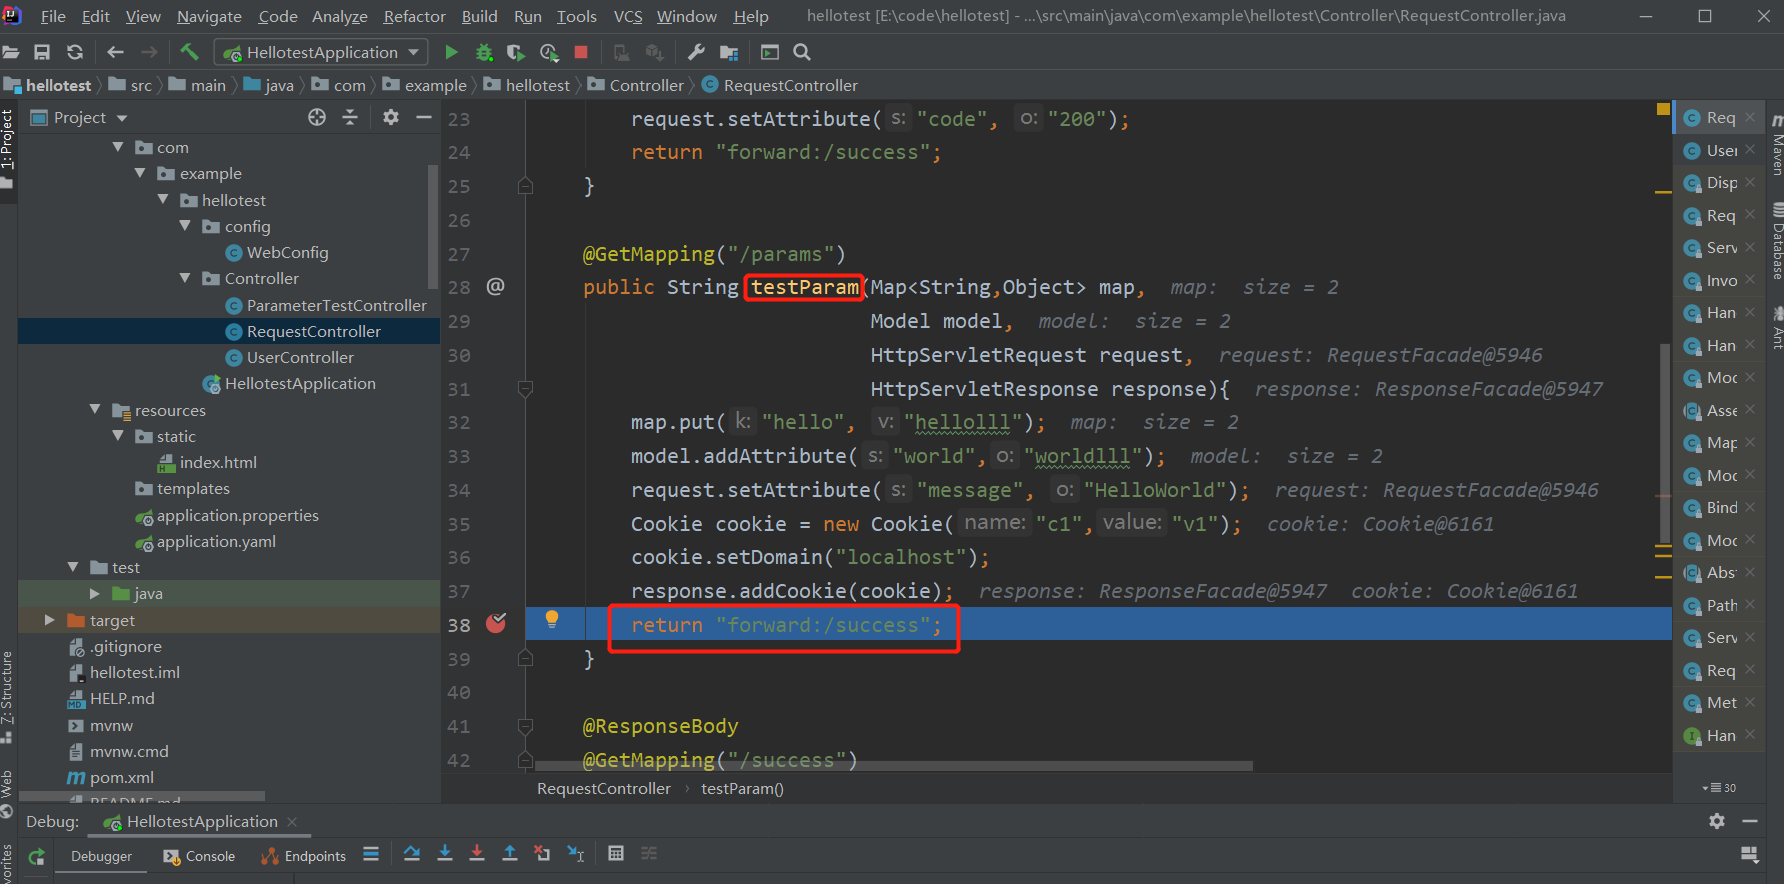 File Edit View Navigate Code Analyze Refactor Build Run Tools VCS Window Help hellotest [E:\code\hellotest] - ...\src\main\java\com\example\hellotest\Controller\RequestController.java
HellotestApplication
hellotest src main java com example hellotest Controller RequestController
1: Project
7: Structure
Web
Project
com
example
hellotest
config
WebConfig
Controller
ParameterTestController
RequestController
UserController
HellotestApplication
resources
static
index.html
templates
application.properties
application.yaml
test
java
target
.gitignore
hellotest.iml
HELP.md
mvnw
mvnw.cmd
pom.xml
README.md
23 request.setAttribute( s: "code", o: "200");
24 return "forward:/success";
25 }
26
27 @GetMapping("/params")
28 @ public String testParam(Map<String,Object> map, map: size = 2
29 Model model, model: size = 2
30 HttpServletRequest request, request: RequestFacade@5946
31 HttpServletResponse response){ response: ResponseFacade@5947
32 map.put( k: "hello", v: "hellolll"); map: size = 2
33 model.addAttribute( s: "world", o: "worldlll"); model: size = 2
34 request.setAttribute( s: "message", o: "HelloWorld"); request: RequestFacade@5946
35 Cookie cookie = new Cookie( name: "c1", value: "v1"); cookie: Cookie@6161
36 cookie.setDomain("localhost");
37 response.addCookie(cookie); response: ResponseFacade@5947 cookie: Cookie@6161
38 return "forward:/success";
39 }
40
41 @ResponseBody
42 @GetMapping("/success")
RequestController › testParam()
Req
User
Disp
Req
Serv
Invo
Han
Han
Mod
Asse
Map
Mod
Bind
Mod
Abst
Path
Serv
Req
Met
Han
30
Maven
Database
Ant
Debug: HellotestApplication
Debugger Console Endpoints